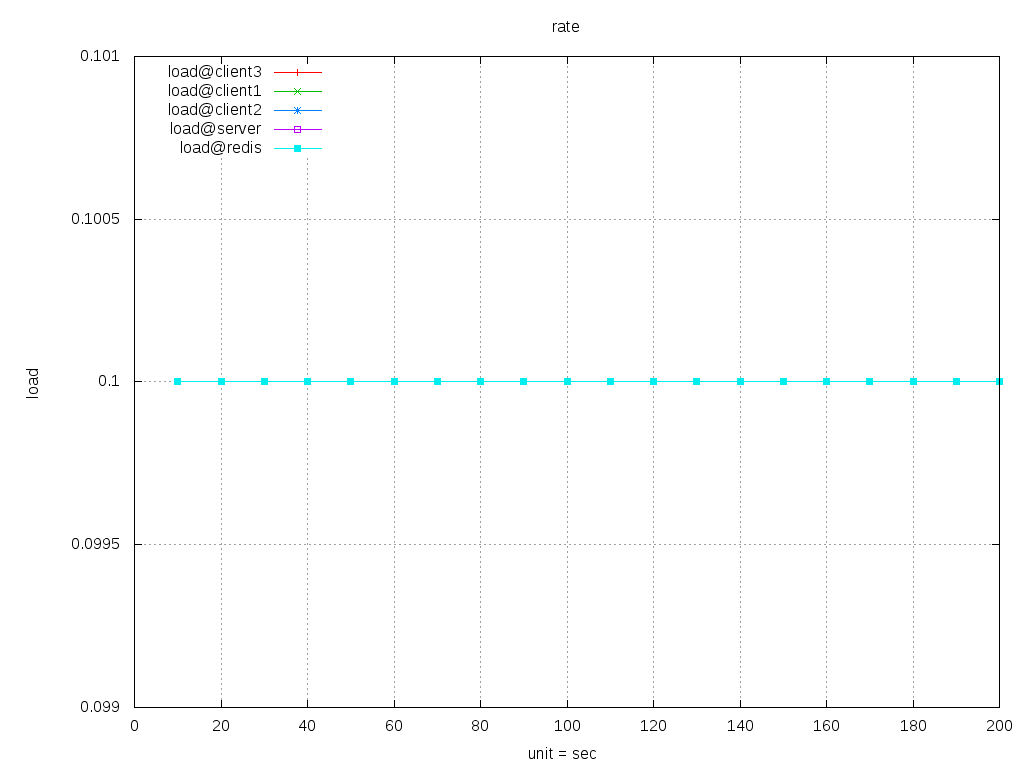 rate
0.101
load@client3
load@client1
load@client2
load@server
load@redis
0.1005
load
0.1
0.0995
0.099
0 20 40 60 80 100 120 140 160 180 200
unit = sec